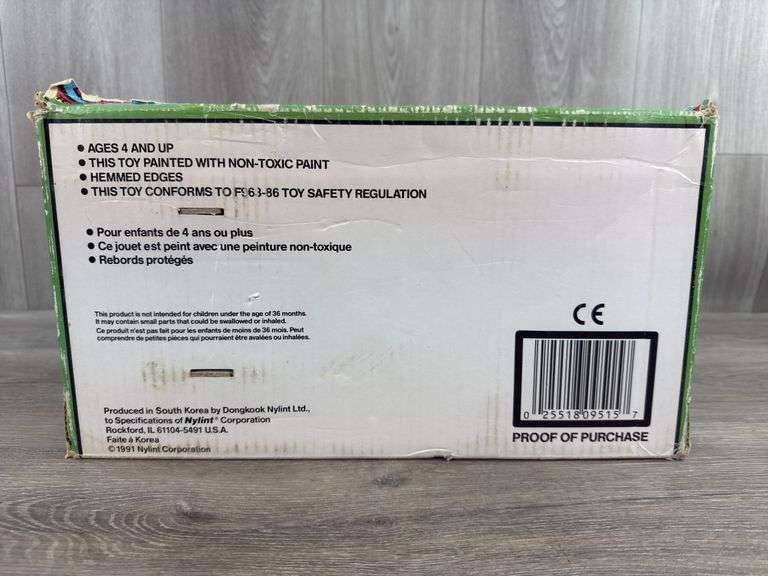 • AGES 4 AND UP
• THIS TOY PAINTED WITH NON-TOXIC PAINT
• HEMMED EDGES
• THIS TOY CONFORMS TO F963-86 TOY SAFETY REGULATION
• Pour enfants de 4 ans ou plus
• Ce jouet est peint avec une peinture non-toxique
• Rebords protégés
This product is not intended for children under the age of 36 months.
It may contain small parts that could be swallowed or inhaled.
Ce produit n'est pas fait pour les enfants de moins de 36 mois. Peut
comprendre de petites pièces qui pourraient être avalées ou inhalées.
CE
0 25518 09515 7
PROOF OF PURCHASE
Produced in South Korea by Dongkook Nylint Ltd.,
to Specifications of Nylint® Corporation
Rockford, IL 61104-5491 U.S.A.
Faite á Korea
© 1991 Nylint Corporation